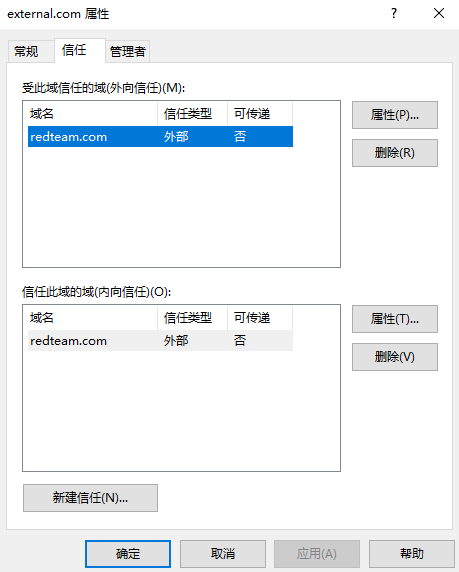 external.com 属性
?
常规 信任 管理者
受此域信任的域(外向信任)(M):
域名 信任类型 可传递
redteam.com 外部 否
属性(P)...
删除(R)
信任此域的域(内向信任)(O):
域名 信任类型 可传递
redteam.com 外部 否
属性(T)...
删除(V)
新建信任(N)...
确定 取消 应用(A) 帮助